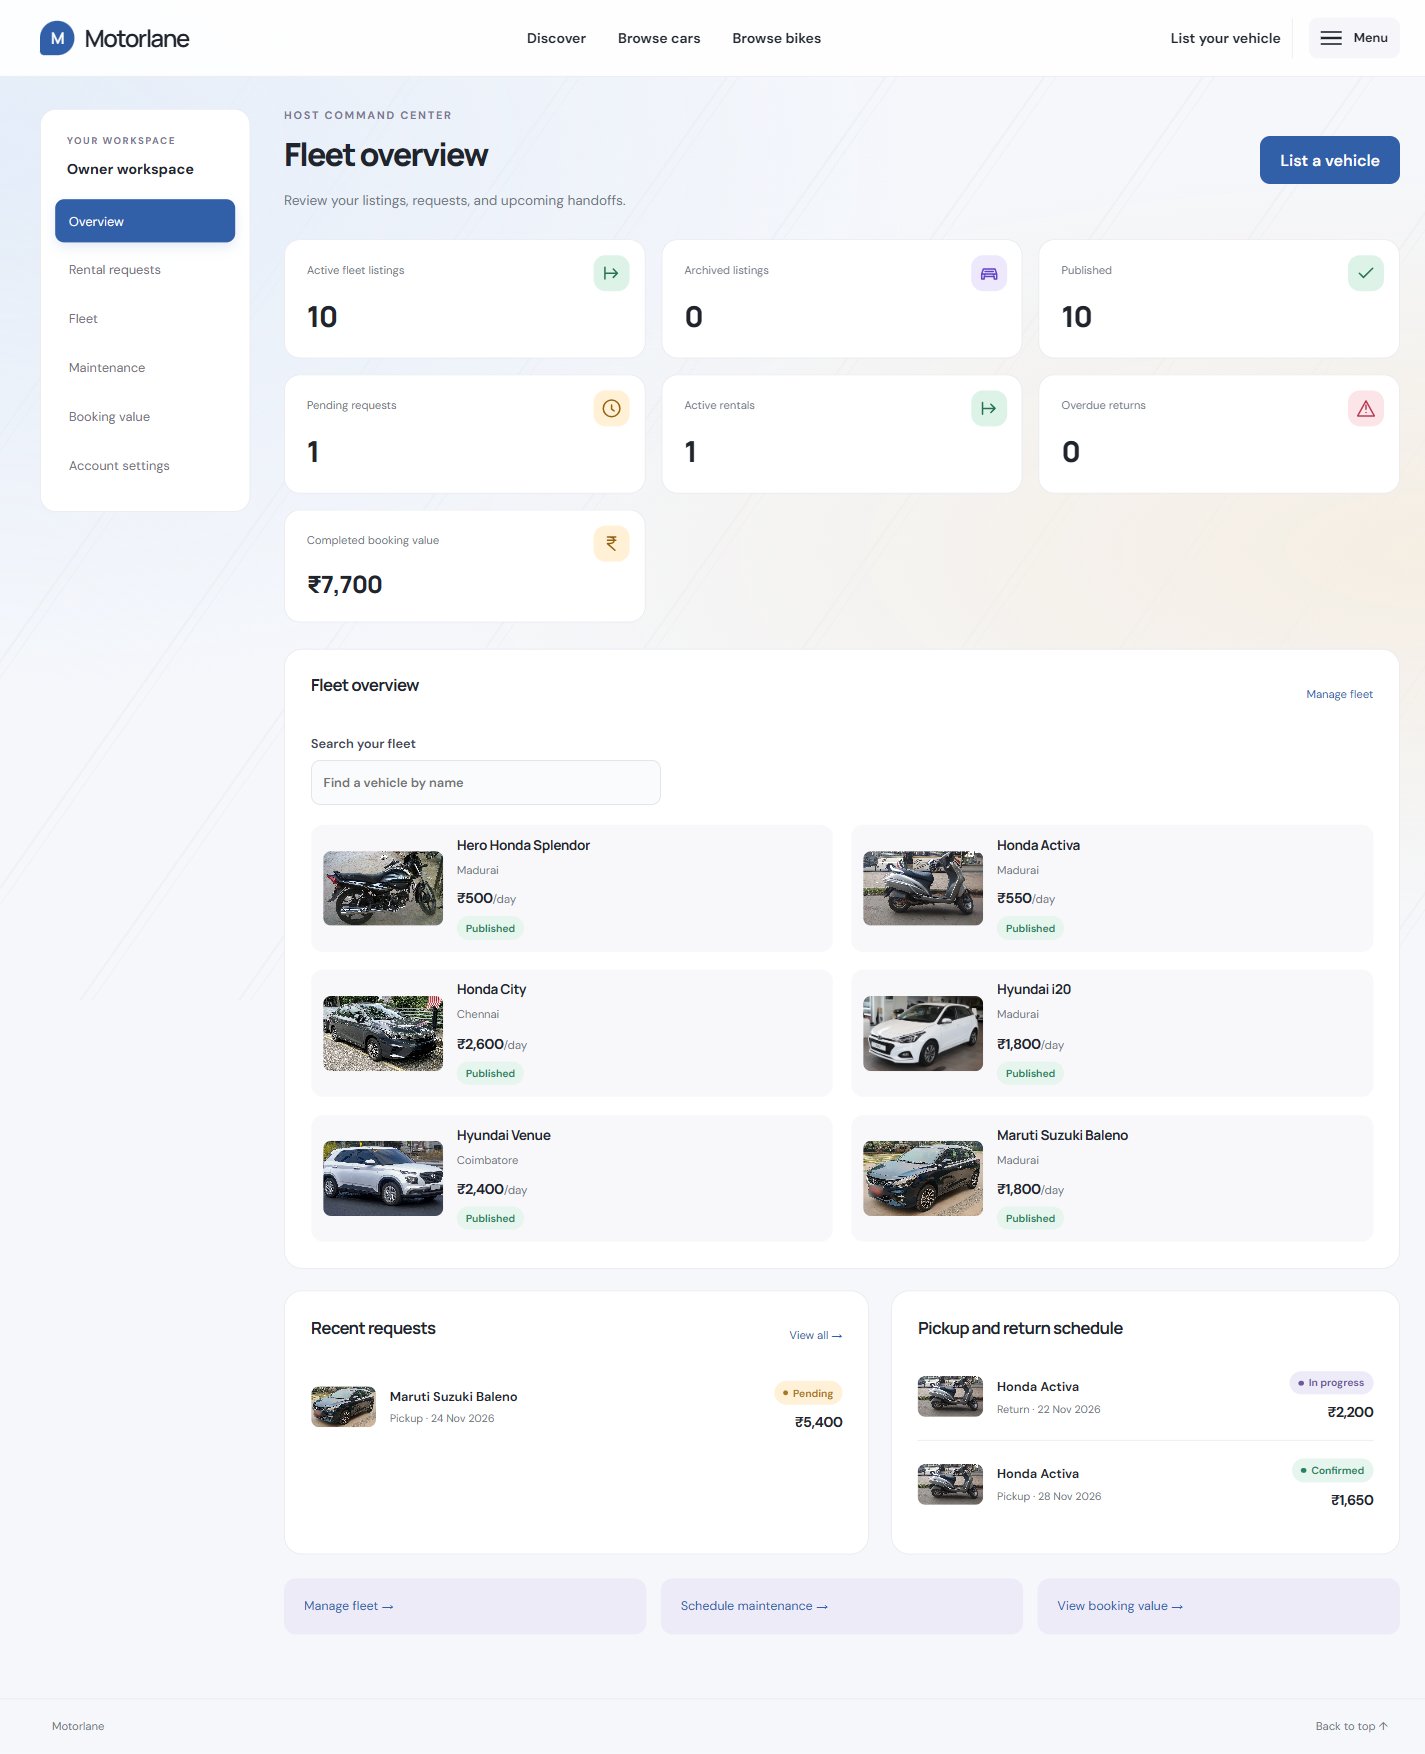 M Motorlane
Discover
Browse cars
Browse bikes
List your vehicle
Menu
YOUR WORKSPACE
Owner workspace
Overview
Rental requests
Fleet
Maintenance
Booking value
Account settings
HOST COMMAND CENTER
Fleet overview
Review your listings, requests, and upcoming handoffs.
List a vehicle
Active fleet listings
10
Archived listings
0
Published
10
Pending requests
1
Active rentals
1
Overdue returns
0
Completed booking value
₹
₹7,700
Fleet overview
Manage fleet
Search your fleet
Find a vehicle by name
Hero Honda Splendor
Madurai
₹500/day
Published
Honda Activa
Madurai
₹550/day
Published
Honda City
Chennai
₹2,600/day
Published
Hyundai i20
Madurai
₹1,800/day
Published
Hyundai Venue
Coimbatore
₹2,400/day
Published
Maruti Suzuki Baleno
Madurai
₹1,800/day
Published
Recent requests
View all →
Maruti Suzuki Baleno
Pickup · 24 Nov 2026
Pending
₹5,400
Pickup and return schedule
Honda Activa
Return · 22 Nov 2026
In progress
₹2,200
Honda Activa
Pickup · 28 Nov 2026
Confirmed
₹1,650
Manage fleet →
Schedule maintenance →
View booking value →
Motorlane
Back to top ↑